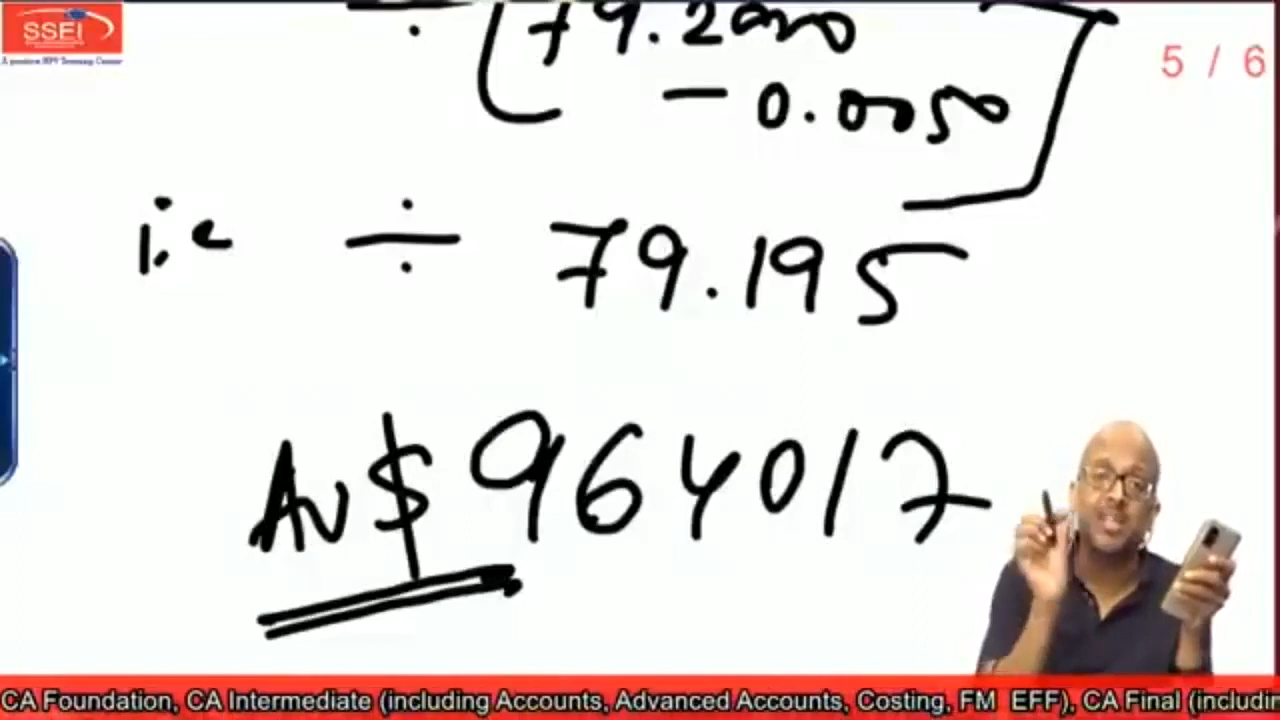 SSEI
÷ [79.2000
5 / 6
- 0.0050
i.e ÷ 79.195
AU$ 964017
CA Foundation, CA Intermediate (including Accounts, Advanced Accounts, Costing, FM EFF), CA Final (includin